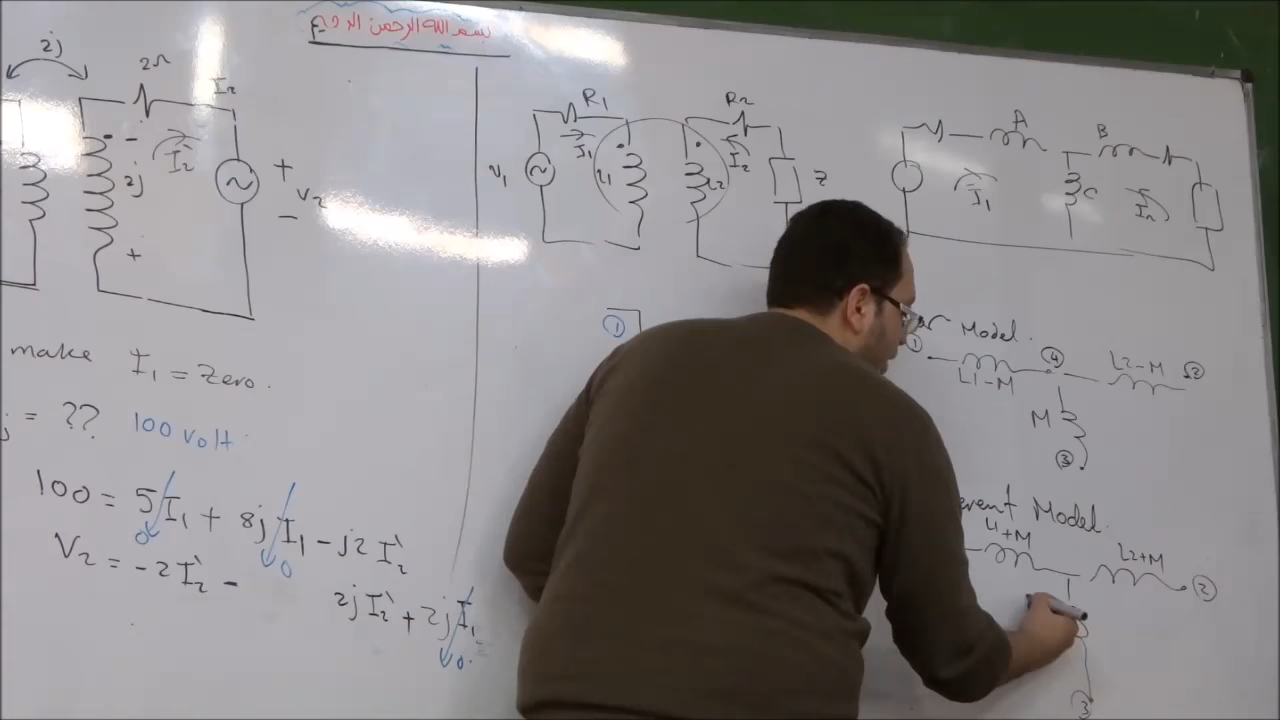 بسم الله الرحمن الرحيم
2j
2Ω
I2
2j
I2`
+
V2
-
-
+
make I1 = Zero.
j = ?? 100 volt
100 = 5I1 + 8j I1 - j2 I2`
0
0
V2 = -2I2` - 2j I2` + 2j I1
0
V1
R1
I1
L1
R2
I2
L2
Z
A
B
C
I1
I2
1
Model.
1
L1-M
4
L2-M
2
M
3
erent Model.
L1+M
L2+M
2
3